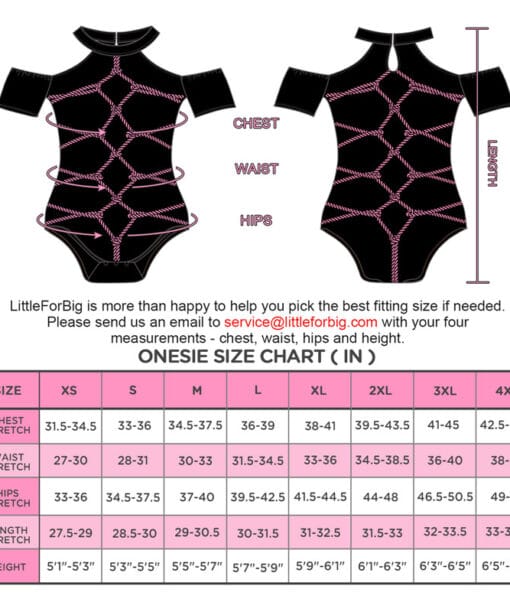 CHEST
WAIST
HIPS
LENGTH
LittleForBig is more than happy to help you pick the best fitting size if needed.
Please send us an email to service@littleforbig.com with your four
measurements - chest, waist, hips and height.
ONESIE SIZE CHART ( IN )
SIZE XS S M L XL 2XL 3XL 4X
HEST TRETCH 31.5-34.5 33-36 34.5-37.5 36-39 38-41 39.5-43.5 41-45 42.5-
WAIST TRETCH 27-30 28-31 30-33 31.5-34.5 33-36 34.5-38.5 36-40 38-
HIPS TRETCH 33-36 34.5-37.5 37-40 39.5-42.5 41.5-44.5 44-48 46.5-50.5 49-
NGTH TRETCH 27.5-29 28.5-30 29-30.5 30-31.5 31-32.5 31.5-33 32-33.5 33-3
EIGHT 5'1"-5'3" 5'3"-5'5" 5'5"-5'7" 5'7"-5'9" 5'9"-6'1" 6'1"-6'3" 6'3"-6'5" 6'5"-